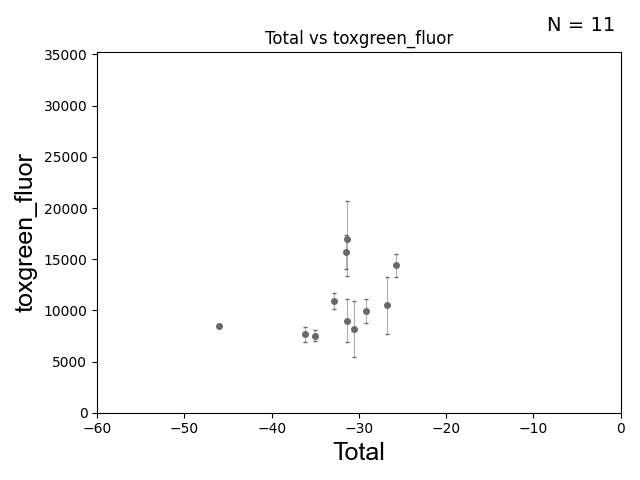 N = 11
Total vs toxgreen_fluor
35000
30000
25000
20000
15000
10000
5000
0
toxgreen_fluor
−60 −50 −40 −30 −20 −10 0
Total